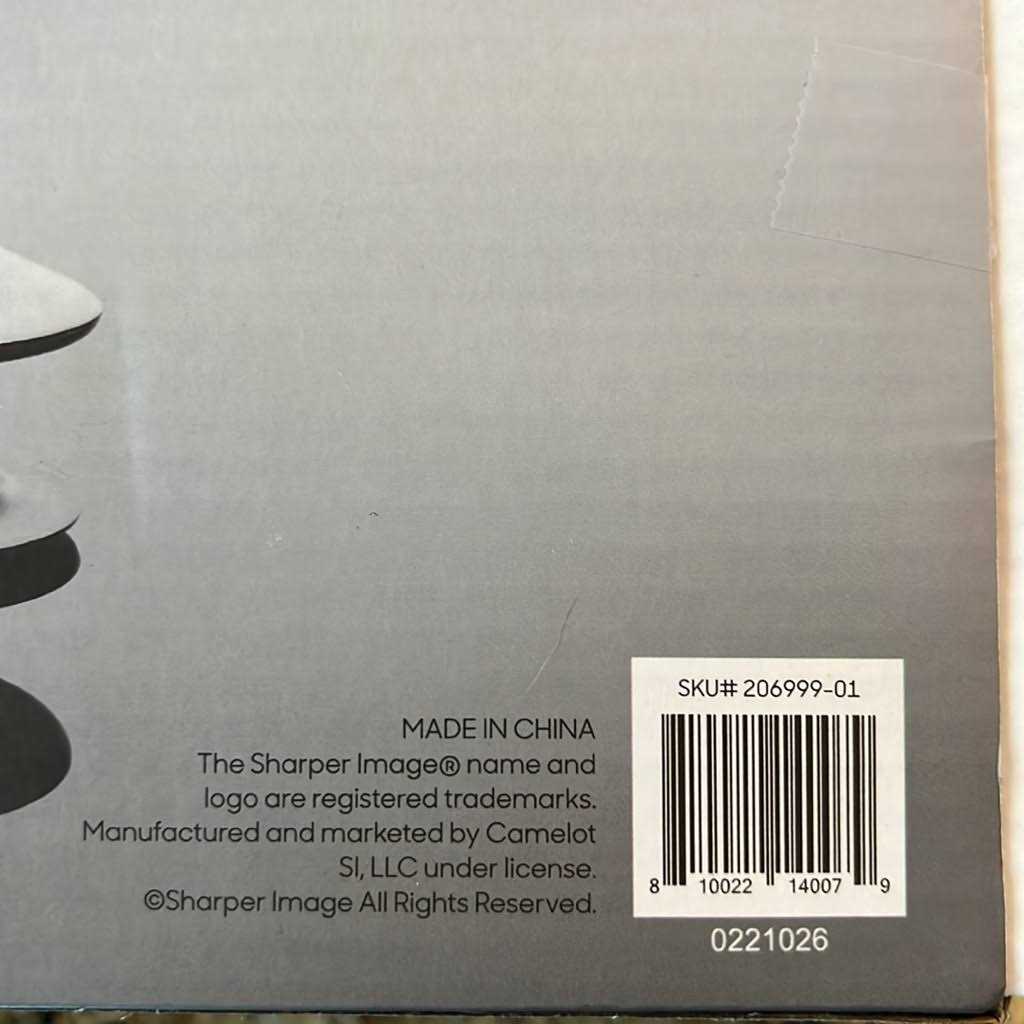 MADE IN CHINA
The Sharper Image® name and
logo are registered trademarks.
Manufactured and marketed by Camelot
SI, LLC under license.
©Sharper Image All Rights Reserved.
SKU# 206999-01
8 10022 14007 9
0221026